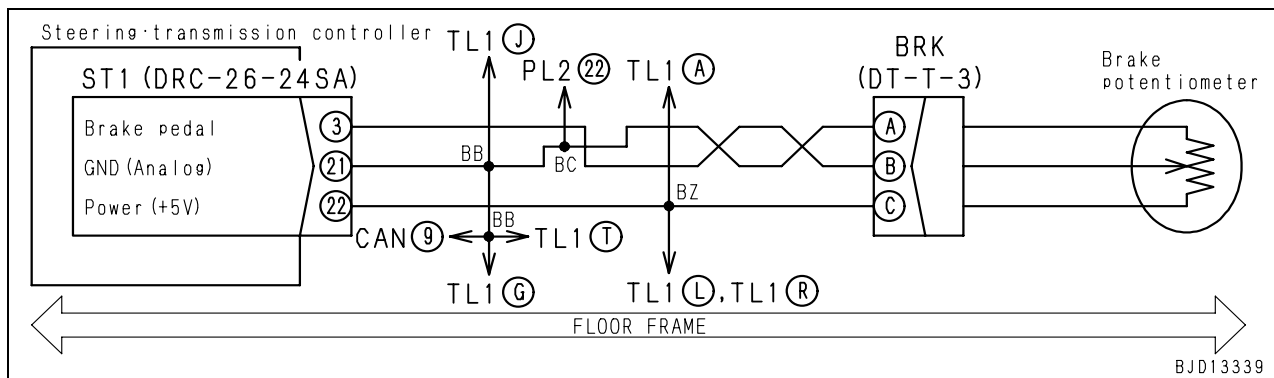 Steering·transmission controller
ST1 (DRC-26-24SA)
Brake pedal 3
GND (Analog) 21
Power (+5V) 22
TL1 J
PL2 22
TL1 A
BB
BC
BZ
BB
CAN 9
TL1 T
TL1 G
TL1 L, TL1 R
BRK
(DT-T-3)
A
B
C
Brake
potentiometer
FLOOR FRAME
BJD13339